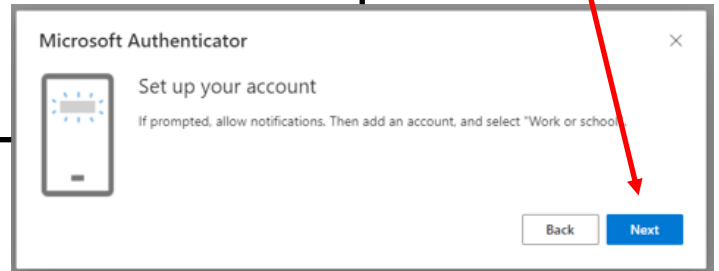 Microsoft Authenticator
Set up your account
If prompted, allow notifications. Then add an account, and select "Work or school".
Back Next